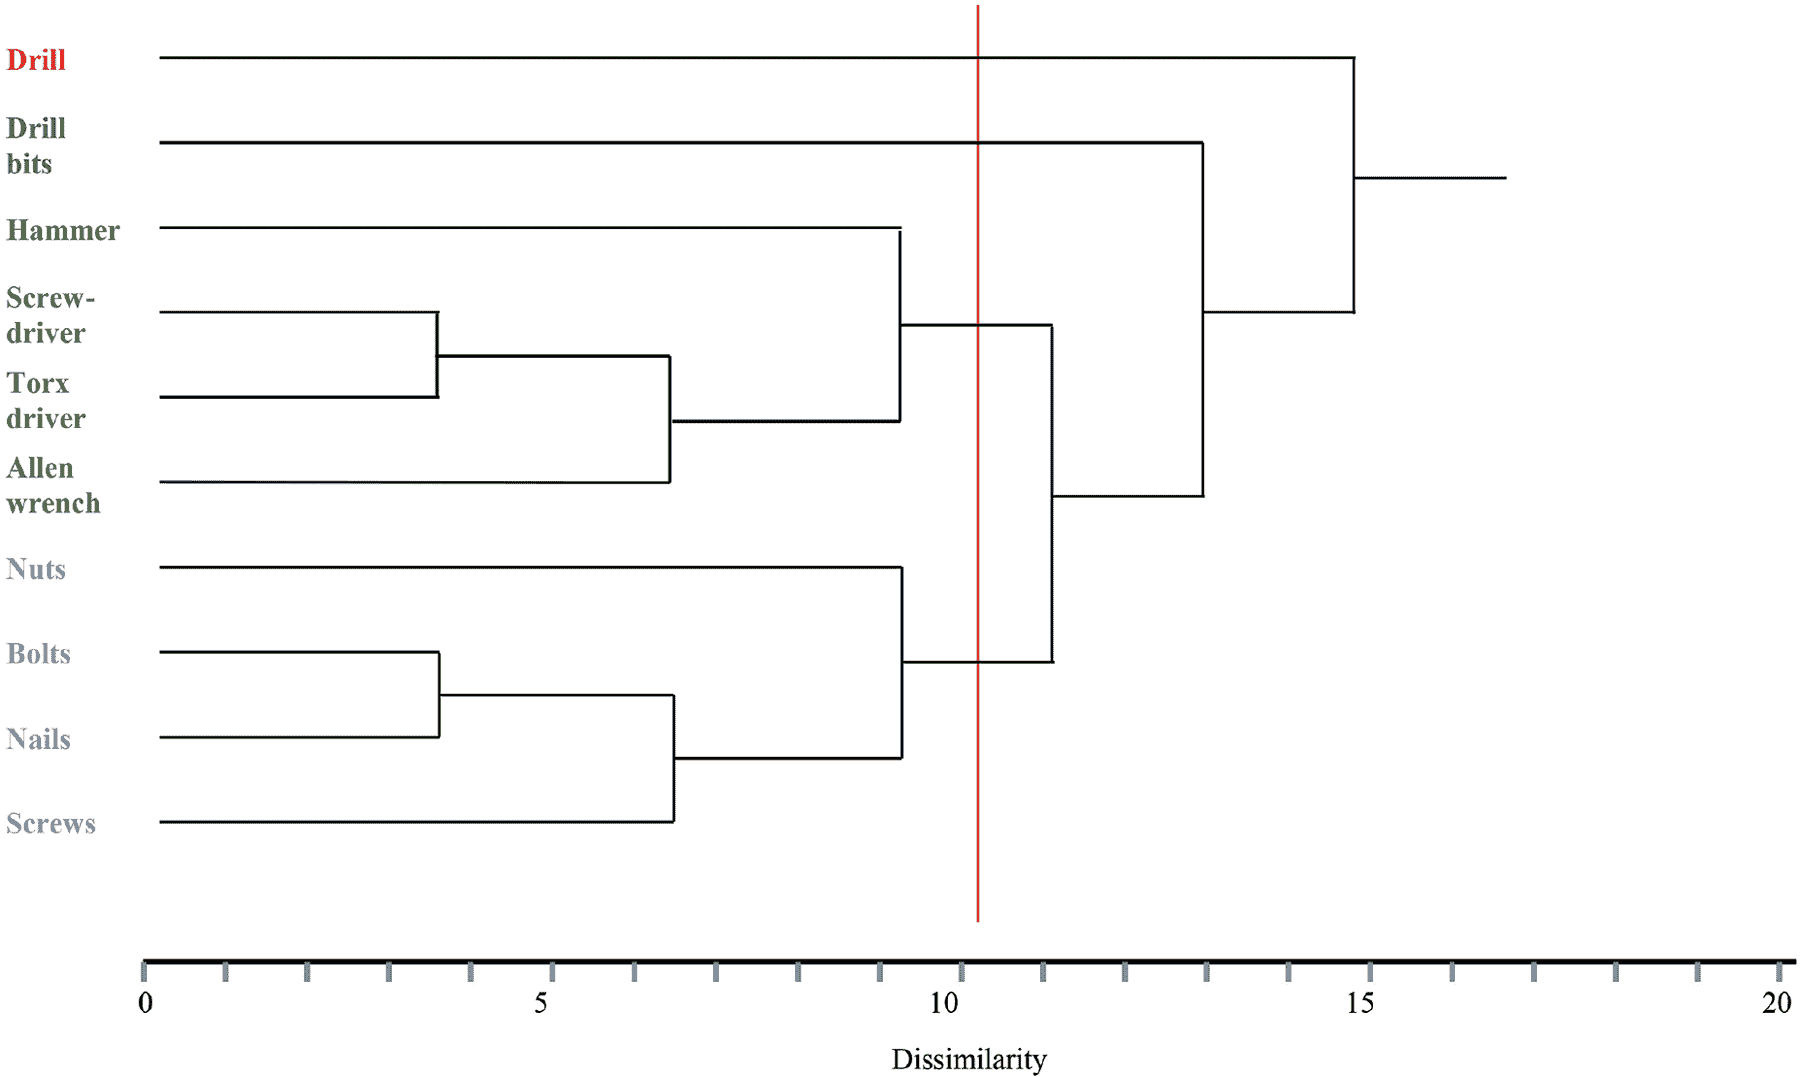 Drill
Drill
bits
Hammer
Screw-
driver
Torx
driver
Allen
wrench
Nuts
Bolts
Nails
Screws
0 5 10 15 20
Dissimilarity